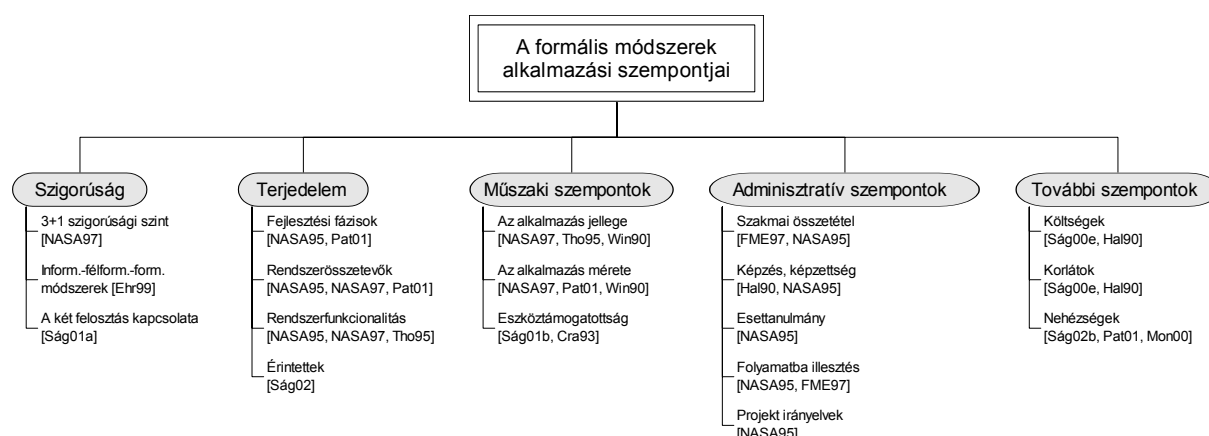 A formális módszerek
alkalmazási szempontjai
Szigorúság
3+1 szigorúsági szint
[NASA97]
Inform.-félform.-form.
módszerek [Ehr99]
A két felosztás kapcsolata
[Ság01a]
Terjedelem
Fejlesztési fázisok
[NASA95, Pat01]
Rendszerösszetevők
[NASA95, NASA97, Pat01]
Rendszerfunkcionalitás
[NASA95, NASA97, Tho95]
Érintettek
[Ság02]
Műszaki szempontok
Az alkalmazás jellege
[NASA97, Tho95, Win90]
Az alkalmazás mérete
[NASA97, Pat01, Win90]
Eszköztámogatottság
[Ság01b, Cra93]
Adminisztratív szempontok
Szakmai összetétel
[FME97, NASA95]
Képzés, képzettség
[Hal90, NASA95]
Esettanulmány
[NASA95]
Folyamatba illesztés
[NASA95, FME97]
Projekt irányelvek
[NASA95]
További szempontok
Költségek
[Ság00e, Hal90]
Korlátok
[Ság00e, Hal90]
Nehézségek
[Ság02b, Pat01, Mon00]